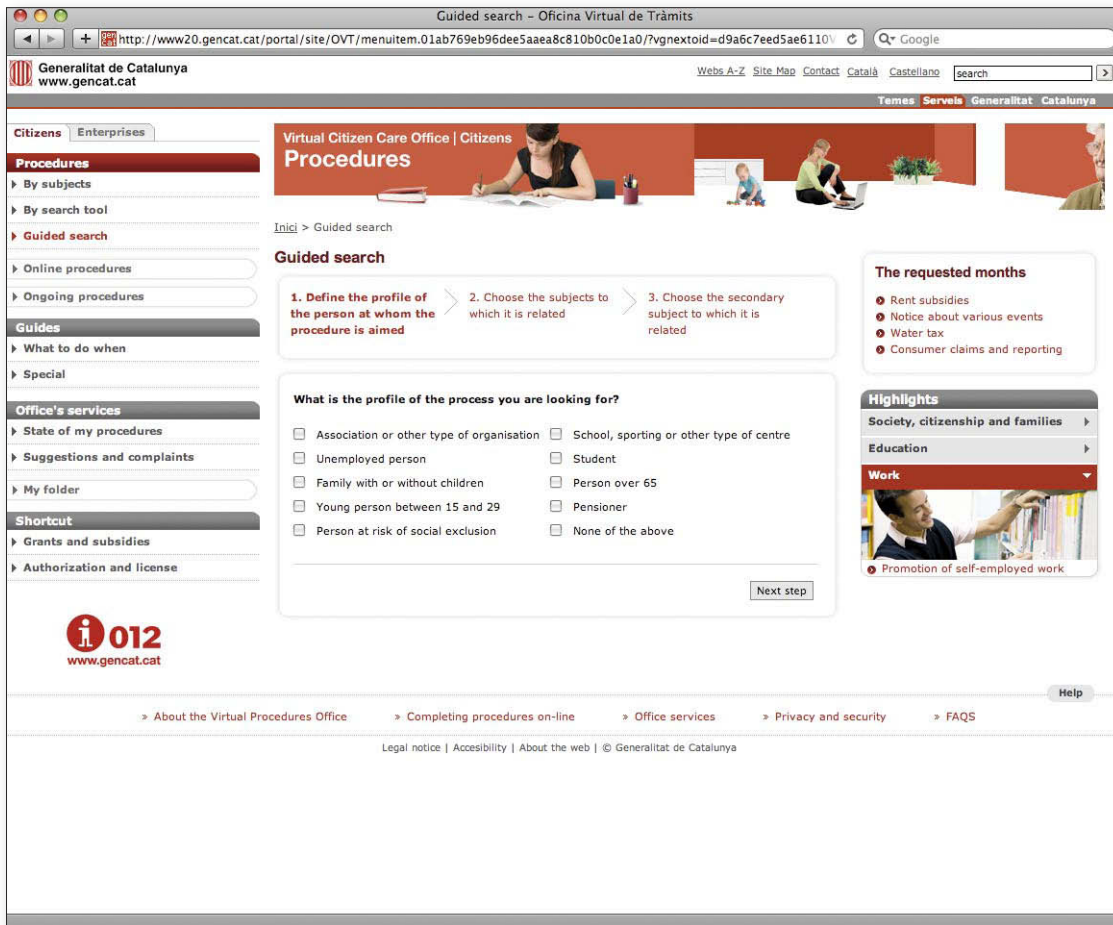 Guided search – Oficina Virtual de Tràmits
http://www20.gencat.cat/portal/site/OVT/menuitem.01ab769eb96dee5aaea8c810b0c0e1a0/?vgnextoid=d9a6c7eed5ae6110V
Google
Generalitat de Catalunya
www.gencat.cat
Webs A-Z Site Map Contact Català Castellano search
Temes Serveis Generalitat Catalunya
Citizens Enterprises
Procedures
By subjects
By search tool
Guided search
Online procedures
Ongoing procedures
Guides
What to do when
Special
Office's services
State of my procedures
Suggestions and complaints
My folder
Shortcut
Grants and subsidies
Authorization and license
012
www.gencat.cat
Virtual Citizen Care Office | Citizens
Procedures
Inici > Guided search
Guided search
1. Define the profile of
the person at whom the
procedure is aimed
2. Choose the subjects to
which it is related
3. Choose the secondary
subject to which it is
related
What is the profile of the process you are looking for?
Association or other type of organisation School, sporting or other type of centre
Unemployed person Student
Family with or without children Person over 65
Young person between 15 and 29 Pensioner
Person at risk of social exclusion None of the above
Next step
The requested months
Rent subsidies
Notice about various events
Water tax
Consumer claims and reporting
Highlights
Society, citizenship and families
Education
Work
Promotion of self-employed work
Help
» About the Virtual Procedures Office » Completing procedures on-line » Office services » Privacy and security » FAQS
Legal notice | Accesibility | About the web | © Generalitat de Catalunya